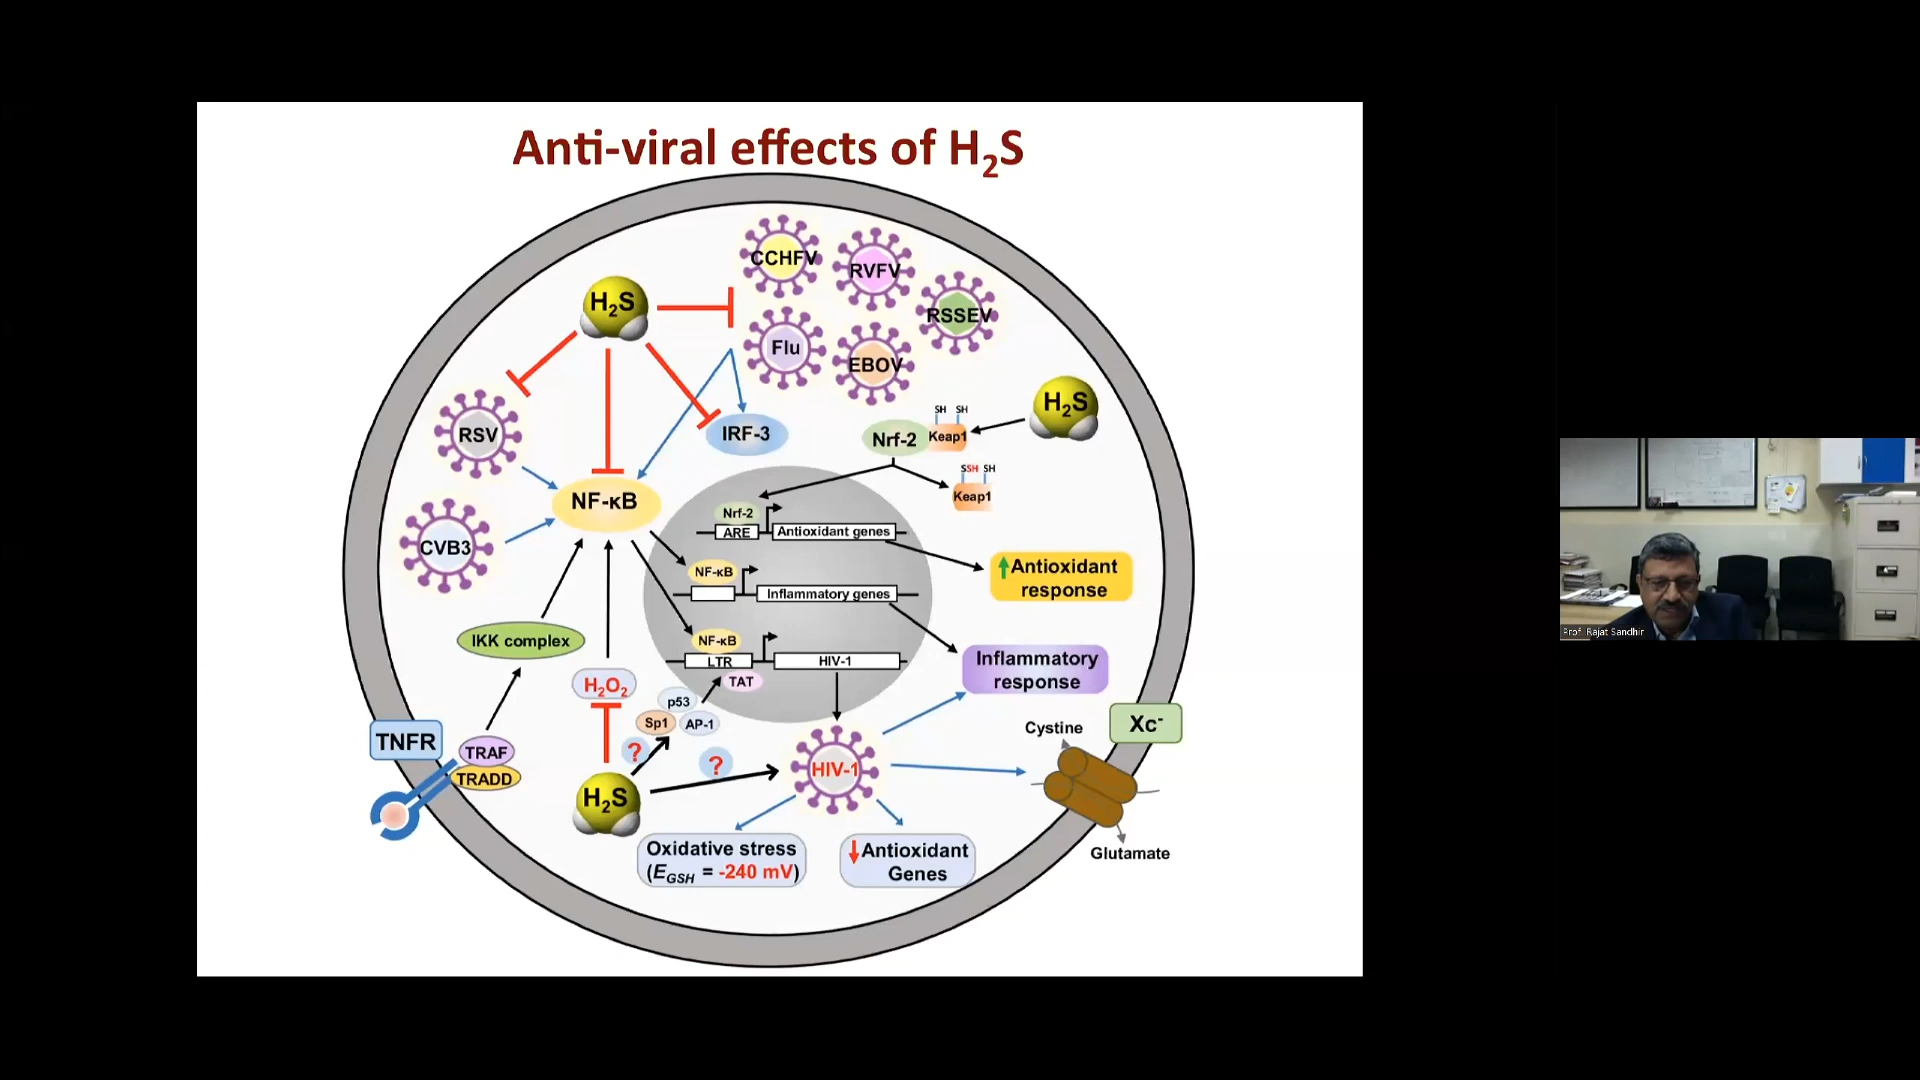 Anti-viral effects of H₂S
CCHFV
RVFV
RSSEV
H₂S
Flu
EBOV
RSV
IRF-3
H₂S
SH SH
Nrf-2
Keap1
SSH SH
Keap1
NF-κB
CVB3
Nrf-2
ARE
Antioxidant genes
NF-κB
Inflammatory genes
NF-κB
LTR
HIV-1
TAT
Antioxidant
response
Inflammatory
response
IKK complex
H₂O₂
p53
Sp1
AP-1
?
?
TNFR
TRAF
TRADD
H₂S
HIV-1
Cystine
Xc⁻
Glutamate
Oxidative stress
(E_GSH = -240 mV)
Antioxidant
Genes
Prof. Rajat Sandhir